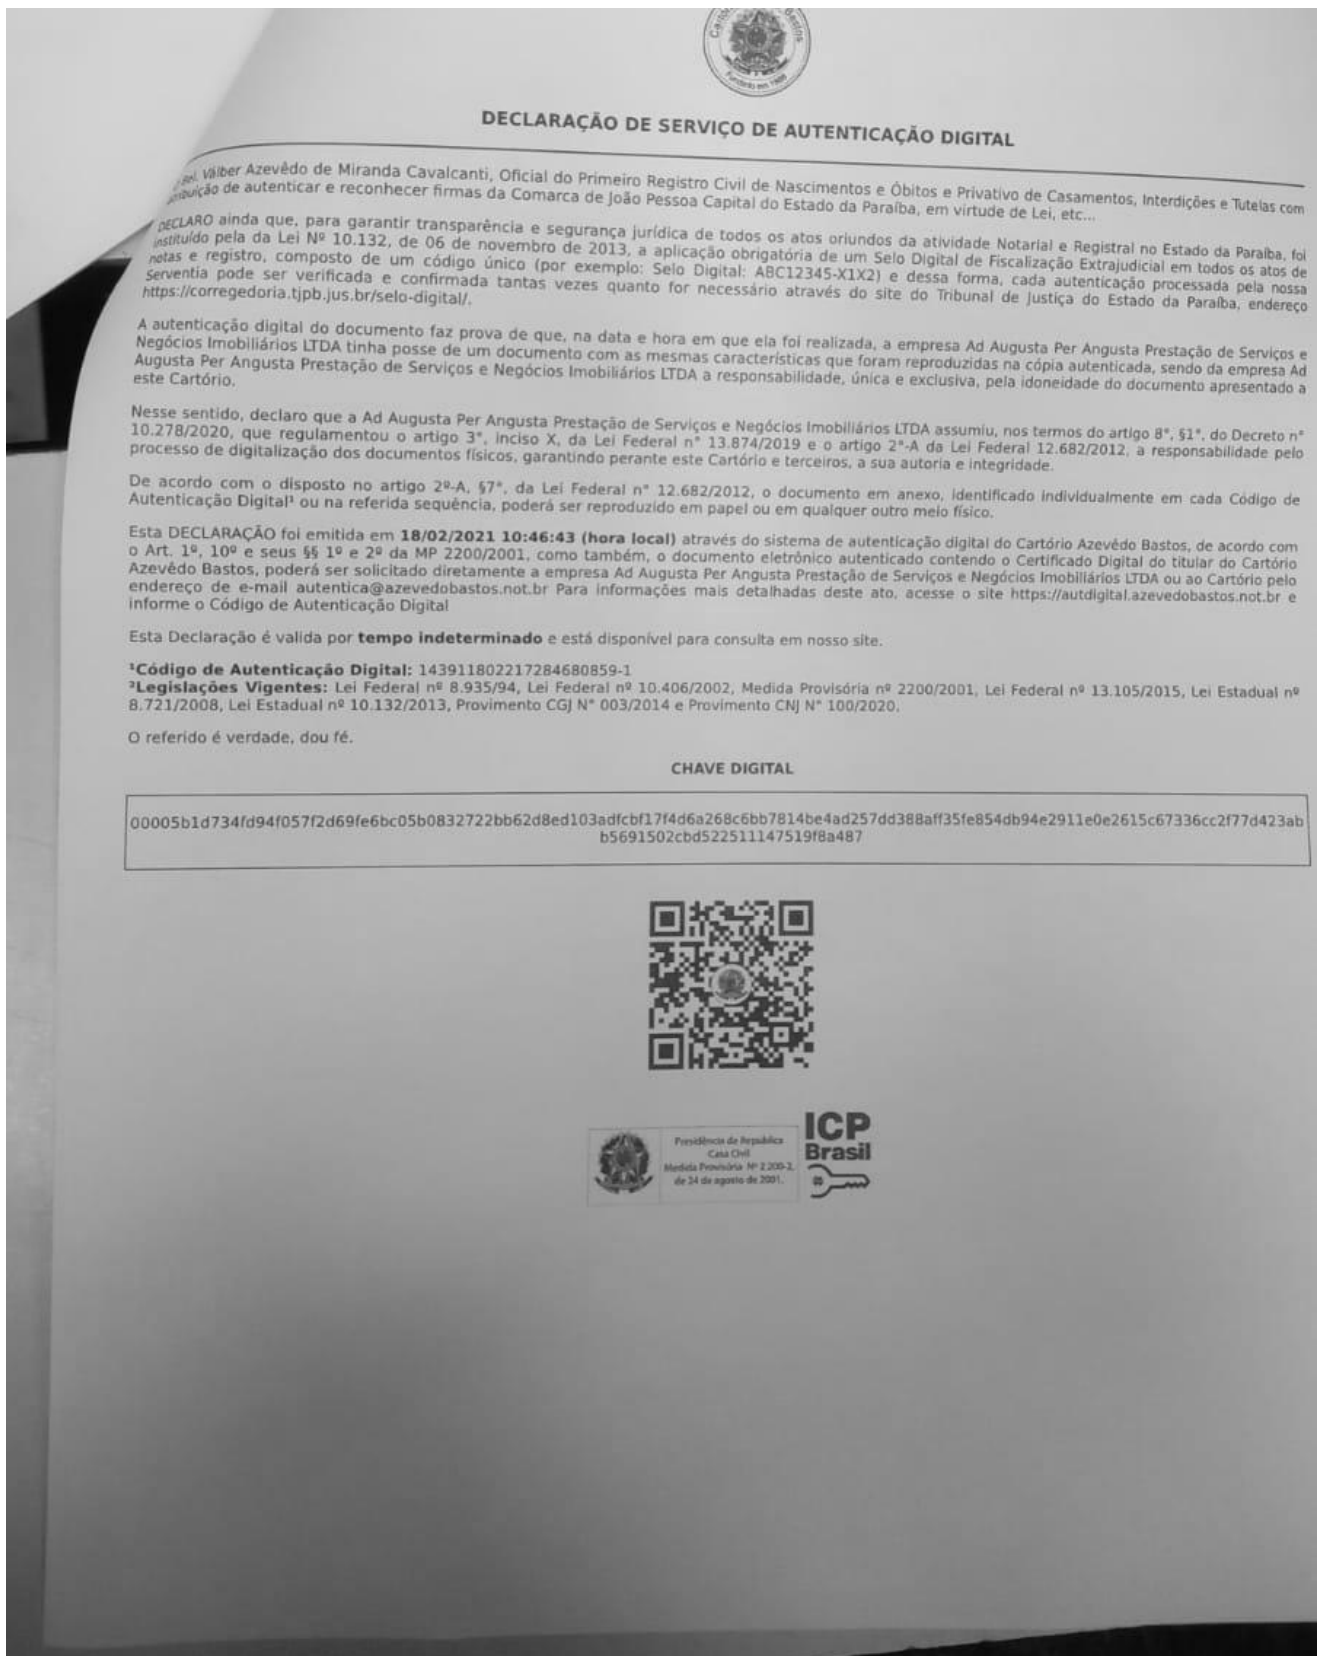 Bastos
Fundado em 1888
DECLARAÇÃO DE SERVIÇO DE AUTENTICAÇÃO DIGITAL
Bel. Válber Azevêdo de Miranda Cavalcanti, Oficial do Primeiro Registro Civil de Nascimentos e Óbitos e Privativo de Casamentos, Interdições e Tutelas com
de autenticar e reconhecer firmas da Comarca de João Pessoa Capital do Estado da Paraíba, em virtude de Lei, etc...
DECLARO ainda que, para garantir transparência e segurança jurídica de todos os atos oriundos da atividade Notarial e Registral no Estado da Paraíba, foi
instituído pela da Lei Nº 10.132, de 06 de novembro de 2013, a aplicação obrigatória de um Selo Digital de Fiscalização Extrajudicial em todos os atos de
notas e registro, composto de um código único (por exemplo: Selo Digital: ABC12345-X1X2) e dessa forma, cada autenticação processada pela nossa
Serventia pode ser verificada e confirmada tantas vezes quanto for necessário através do site do Tribunal de Justiça do Estado da Paraíba, endereço
https://corregedoria.tjpb.jus.br/selo-digital/.
A autenticação digital do documento faz prova de que, na data e hora em que ela foi realizada, a empresa Ad Augusta Per Angusta Prestação de Serviços e
Negócios Imobiliários LTDA tinha posse de um documento com as mesmas características que foram reproduzidas na cópia autenticada, sendo da empresa Ad
Augusta Per Angusta Prestação de Serviços e Negócios Imobiliários LTDA a responsabilidade, única e exclusiva, pela idoneidade do documento apresentado a
este Cartório.
Nesse sentido, declaro que a Ad Augusta Per Angusta Prestação de Serviços e Negócios Imobiliários LTDA assumiu, nos termos do artigo 8°, §1°, do Decreto n°
10.278/2020, que regulamentou o artigo 3°, inciso X, da Lei Federal n° 13.874/2019 e o artigo 2°-A da Lei Federal 12.682/2012, a responsabilidade pelo
processo de digitalização dos documentos físicos, garantindo perante este Cartório e terceiros, a sua autoria e integridade.
De acordo com o disposto no artigo 2º-A, §7°, da Lei Federal n° 12.682/2012, o documento em anexo, identificado individualmente em cada Código de
Autenticação Digital¹ ou na referida sequência, poderá ser reproduzido em papel ou em qualquer outro meio físico.
Esta DECLARAÇÃO foi emitida em 18/02/2021 10:46:43 (hora local) através do sistema de autenticação digital do Cartório Azevêdo Bastos, de acordo com
o Art. 1º, 10º e seus §§ 1º e 2º da MP 2200/2001, como também, o documento eletrônico autenticado contendo o Certificado Digital do titular do Cartório
Azevêdo Bastos, poderá ser solicitado diretamente a empresa Ad Augusta Per Angusta Prestação de Serviços e Negócios Imobiliários LTDA ou ao Cartório pelo
endereço de e-mail autentica@azevedobastos.not.br Para informações mais detalhadas deste ato, acesse o site https://autdigital.azevedobastos.not.br e
informe o Código de Autenticação Digital
Esta Declaração é valida por tempo indeterminado e está disponível para consulta em nosso site.
¹Código de Autenticação Digital: 143911802217284680859-1
²Legislações Vigentes: Lei Federal nº 8.935/94, Lei Federal nº 10.406/2002, Medida Provisória nº 2200/2001, Lei Federal nº 13.105/2015, Lei Estadual nº
8.721/2008, Lei Estadual nº 10.132/2013, Provimento CGJ N° 003/2014 e Provimento CNJ N° 100/2020.
O referido é verdade, dou fé.
CHAVE DIGITAL
00005b1d734fd94f057f2d69fe6bc05b0832722bb62d8ed103adfcbf17f4d6a268c6bb7814be4ad257dd388aff35fe854db94e2911e0e2615c67336cc2f77d423ab
b5691502cbd522511147519f8a487
Presidência da República
Casa Civil
Medida Provisória Nº 2.200-2,
de 24 de agosto de 2001.
ICP
Brasil